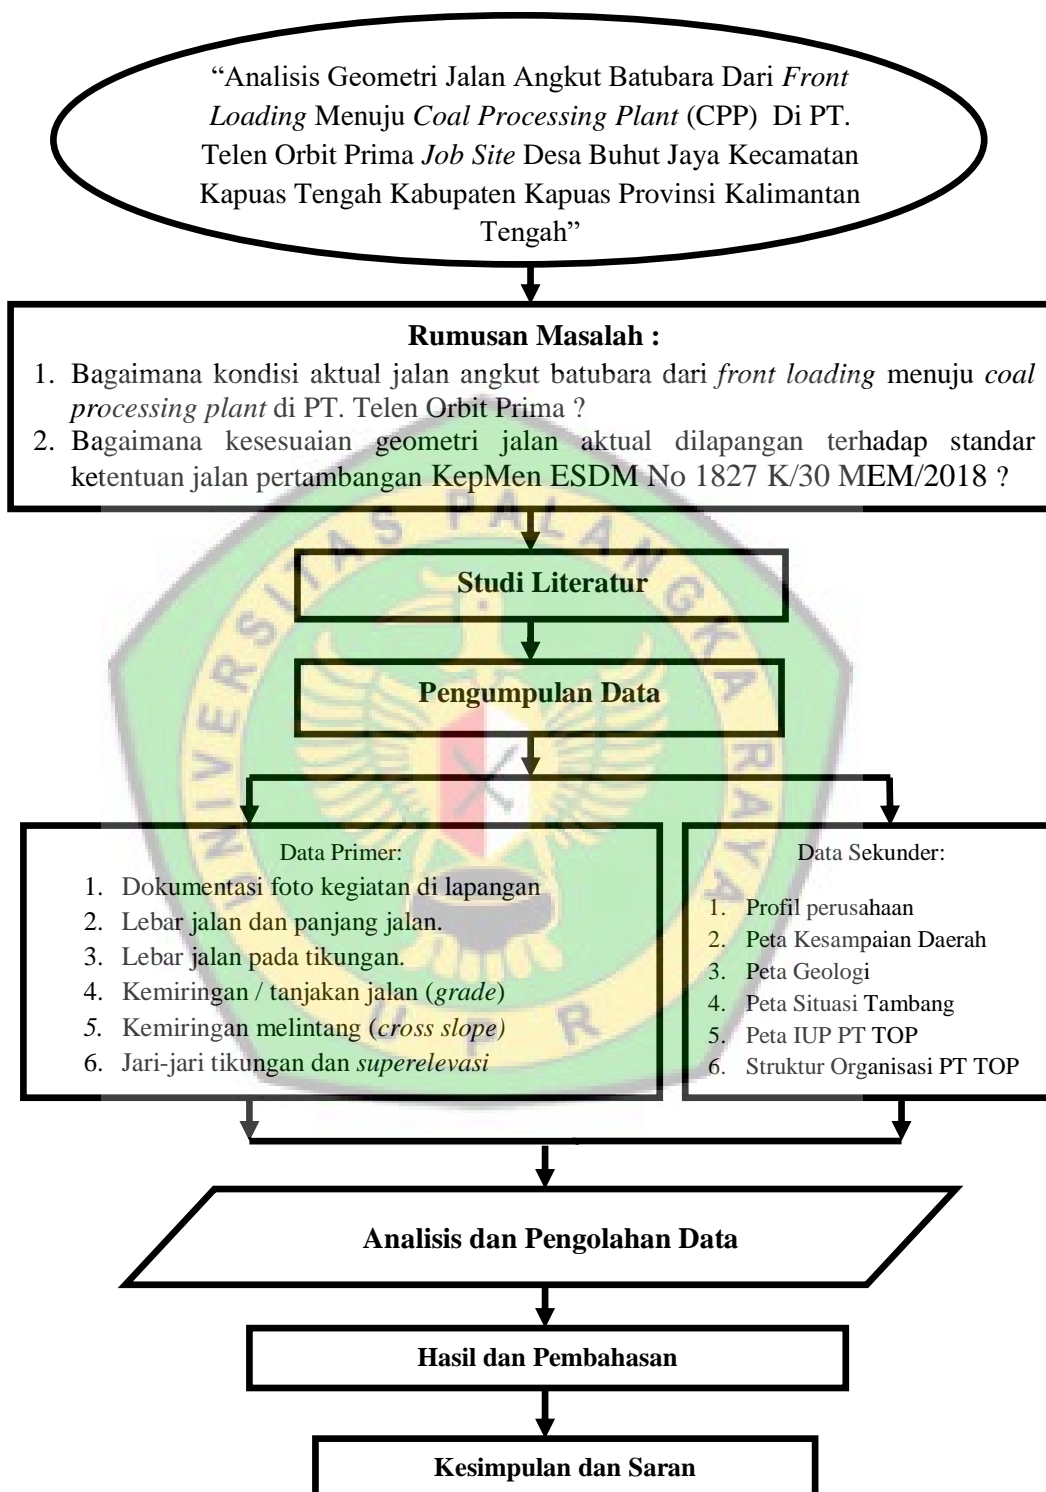 “Analisis Geometri Jalan Angkut Batubara Dari Front
Loading Menuju Coal Processing Plant (CPP) Di PT.
Telen Orbit Prima Job Site Desa Buhut Jaya Kecamatan
Kapuas Tengah Kabupaten Kapuas Provinsi Kalimantan
Tengah”
Rumusan Masalah :
1. Bagaimana kondisi aktual jalan angkut batubara dari front loading menuju coal
processing plant di PT. Telen Orbit Prima ?
2. Bagaimana kesesuaian geometri jalan aktual dilapangan terhadap standar
ketentuan jalan pertambangan KepMen ESDM No 1827 K/30 MEM/2018 ?
UNIVERSITAS PALANGKA RAYA
Studi Literatur
Pengumpulan Data
Data Primer:
1. Dokumentasi foto kegiatan di lapangan
2. Lebar jalan dan panjang jalan.
3. Lebar jalan pada tikungan.
4. Kemiringan / tanjakan jalan (grade)
5. Kemiringan melintang (cross slope)
6. Jari-jari tikungan dan superelevasi
Data Sekunder:
1. Profil perusahaan
2. Peta Kesampaian Daerah
3. Peta Geologi
4. Peta Situasi Tambang
5. Peta IUP PT TOP
6. Struktur Organisasi PT TOP
UPR
Analisis dan Pengolahan Data
Hasil dan Pembahasan
Kesimpulan dan Saran